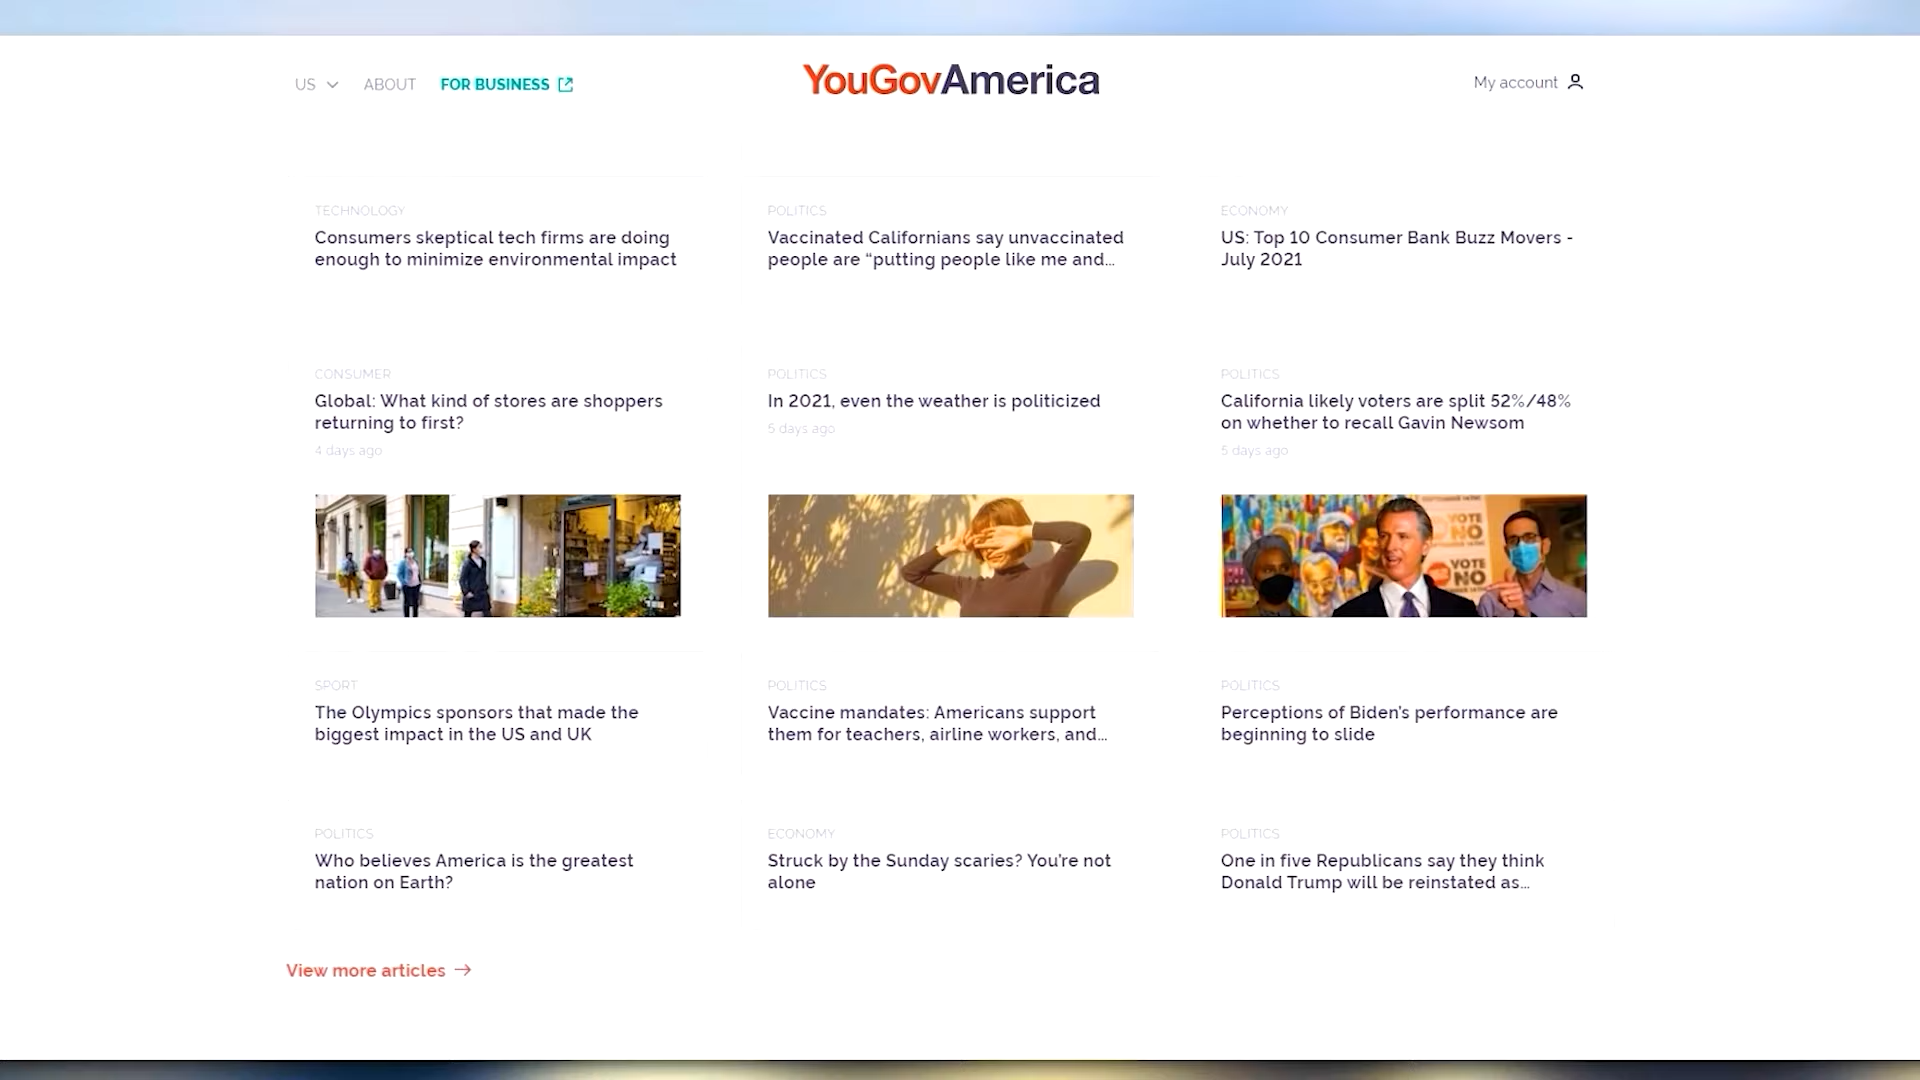 US
ABOUT
FOR BUSINESS
YouGovAmerica
My account
TECHNOLOGY
Consumers skeptical tech firms are doing
enough to minimize environmental impact
POLITICS
Vaccinated Californians say unvaccinated
people are “putting people like me and...
ECONOMY
US: Top 10 Consumer Bank Buzz Movers -
July 2021
CONSUMER
Global: What kind of stores are shoppers
returning to first?
4 days ago
POLITICS
In 2021, even the weather is politicized
5 days ago
POLITICS
California likely voters are split 52%/48%
on whether to recall Gavin Newsom
5 days ago
VOTE
NO
VOTE
NO
SPORT
The Olympics sponsors that made the
biggest impact in the US and UK
POLITICS
Vaccine mandates: Americans support
them for teachers, airline workers, and...
POLITICS
Perceptions of Biden's performance are
beginning to slide
POLITICS
Who believes America is the greatest
nation on Earth?
ECONOMY
Struck by the Sunday scaries? You're not
alone
POLITICS
One in five Republicans say they think
Donald Trump will be reinstated as...
View more articles